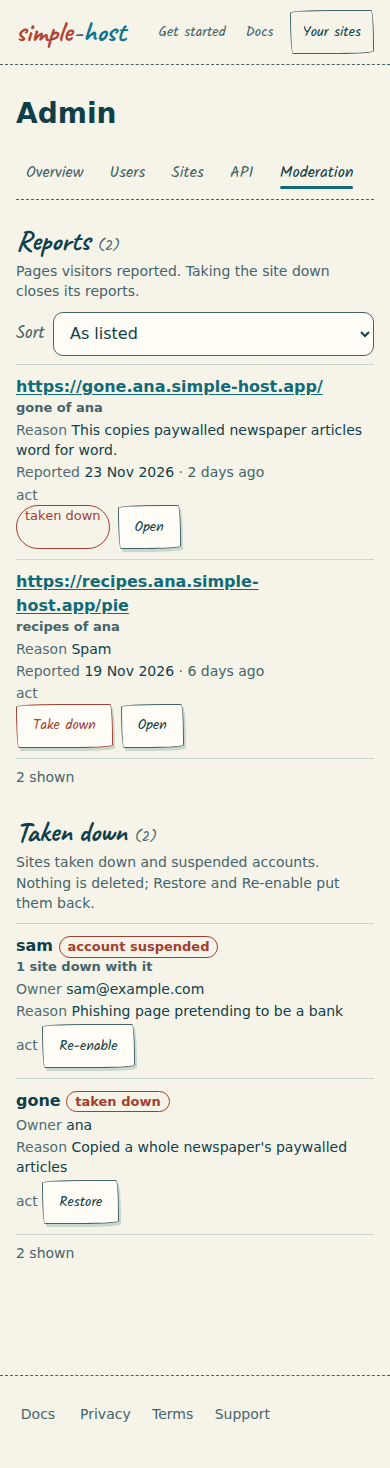 simple-host Get started Docs Your sites
Admin
Overview Users Sites API Moderation
Reports (2)
Pages visitors reported. Taking the site down
closes its reports.
Sort As listed
https://gone.ana.simple-host.app/
gone of ana
Reason This copies paywalled newspaper articles
word for word.
Reported 23 Nov 2026 · 2 days ago
act
taken down Open
https://recipes.ana.simple-
host.app/pie
recipes of ana
Reason Spam
Reported 19 Nov 2026 · 6 days ago
act
Take down Open
2 shown
Taken down (2)
Sites taken down and suspended accounts.
Nothing is deleted; Restore and Re-enable put
them back.
sam account suspended
1 site down with it
Owner sam@example.com
Reason Phishing page pretending to be a bank
act Re-enable
gone taken down
Owner ana
Reason Copied a whole newspaper's paywalled
articles
act Restore
2 shown
Docs Privacy Terms Support